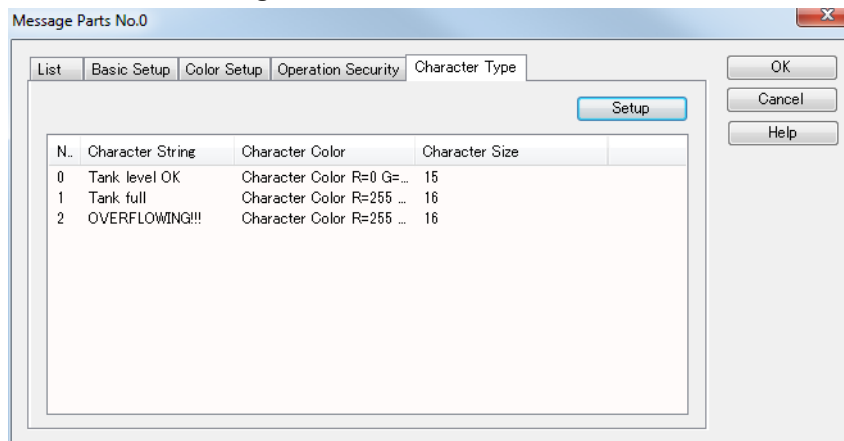 Message Parts No.0
X
List Basic Setup Color Setup Operation Security Character Type
Setup
OK
Cancel
Help
N.. Character String Character Color Character Size
0 Tank level OK Character Color R=0 G=... 15
1 Tank full Character Color R=255 ... 16
2 OVERFLOWING!!! Character Color R=255 ... 16